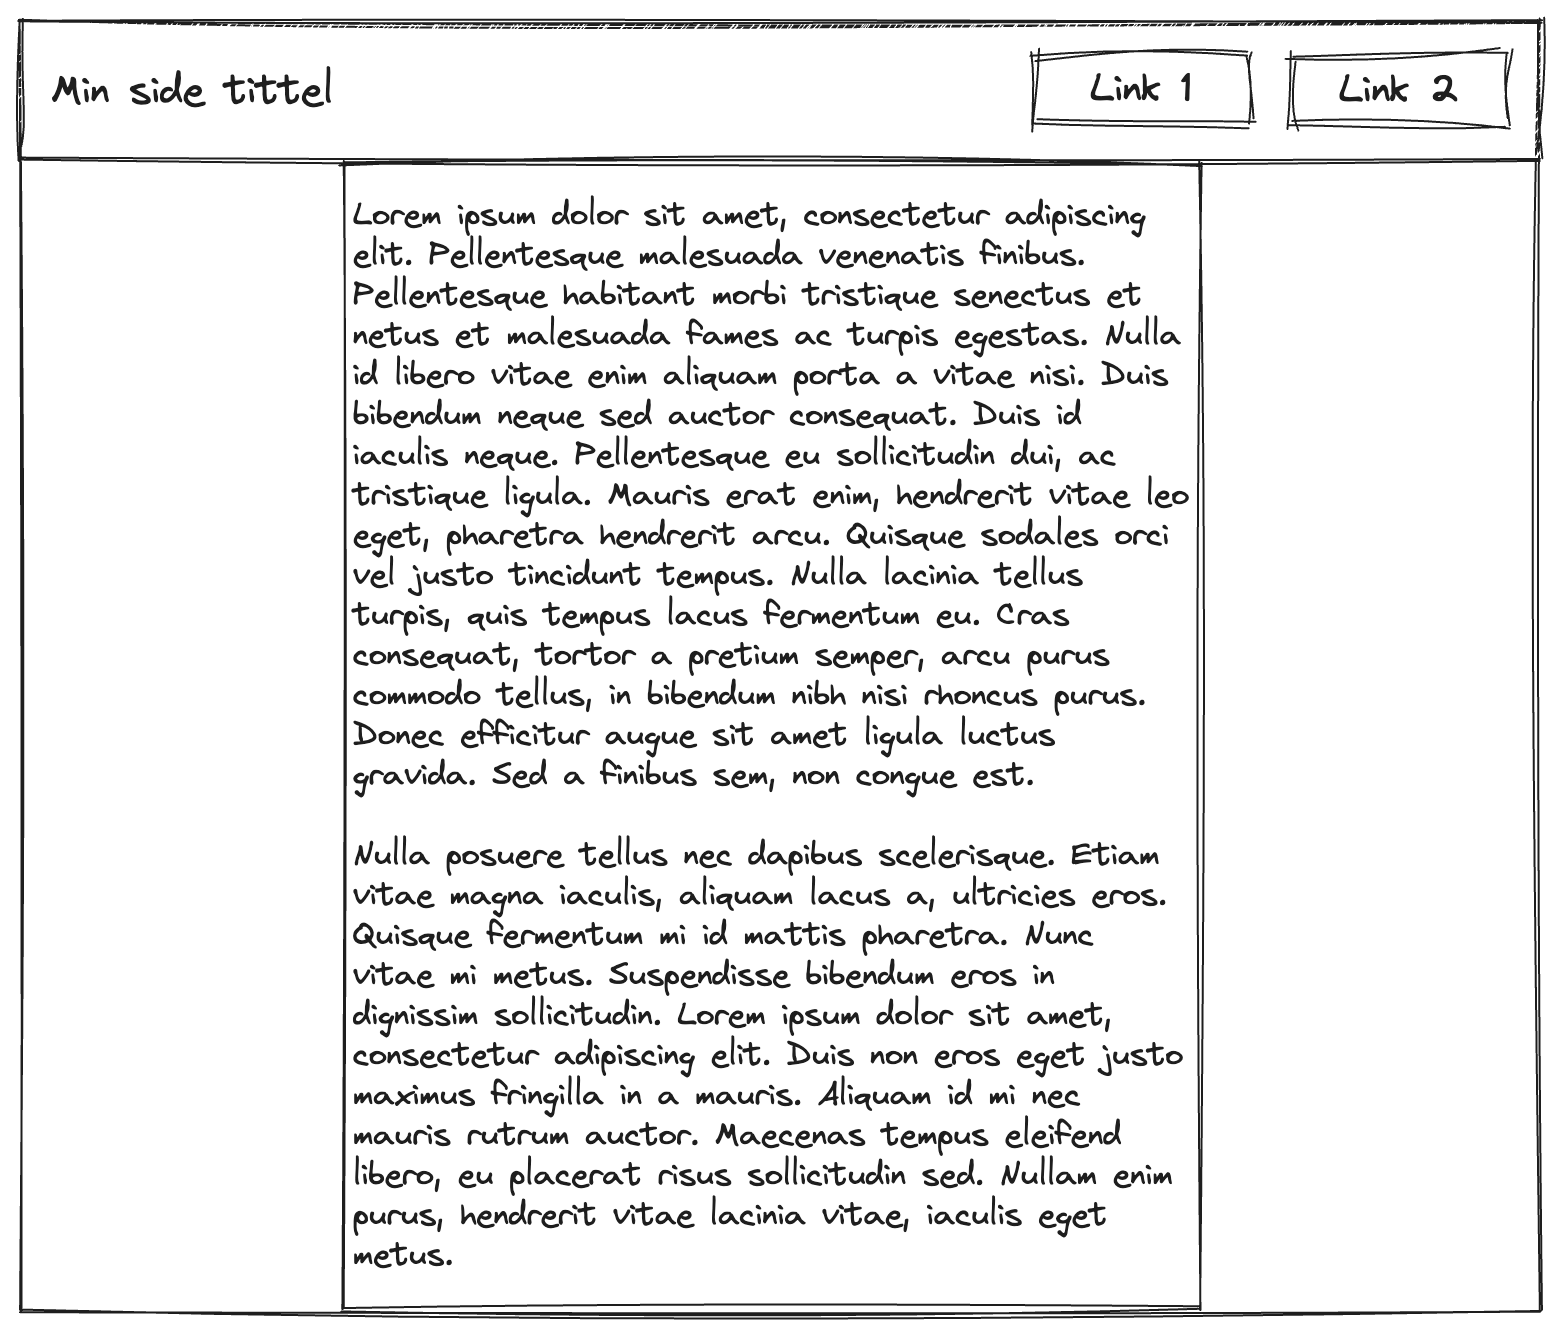 Min side tittel
Link 1
Link 2
Lorem ipsum dolor sit amet, consectetur adipiscing
elit. Pellentesque malesuada venenatis finibus.
Pellentesque habitant morbi tristique senectus et
netus et malesuada fames ac turpis egestas. Nulla
id libero vitae enim aliquam porta a vitae nisi. Duis
bibendum neque sed auctor consequat. Duis id
iaculis neque. Pellentesque eu sollicitudin dui, ac
tristique ligula. Mauris erat enim, hendrerit vitae leo
eget, pharetra hendrerit arcu. Quisque sodales orci
vel justo tincidunt tempus. Nulla lacinia tellus
turpis, quis tempus lacus fermentum eu. Cras
consequat, tortor a pretium semper, arcu purus
commodo tellus, in bibendum nibh nisi rhoncus purus.
Donec efficitur augue sit amet ligula luctus
gravida. Sed a finibus sem, non congue est.
Nulla posuere tellus nec dapibus scelerisque. Etiam
vitae magna iaculis, aliquam lacus a, ultricies eros.
Quisque fermentum mi id mattis pharetra. Nunc
vitae mi metus. Suspendisse bibendum eros in
dignissim sollicitudin. Lorem ipsum dolor sit amet,
consectetur adipiscing elit. Duis non eros eget justo
maximus fringilla in a mauris. Aliquam id mi nec
mauris rutrum auctor. Maecenas tempus eleifend
libero, eu placerat risus sollicitudin sed. Nullam enim
purus, hendrerit vitae lacinia vitae, iaculis eget
metus.